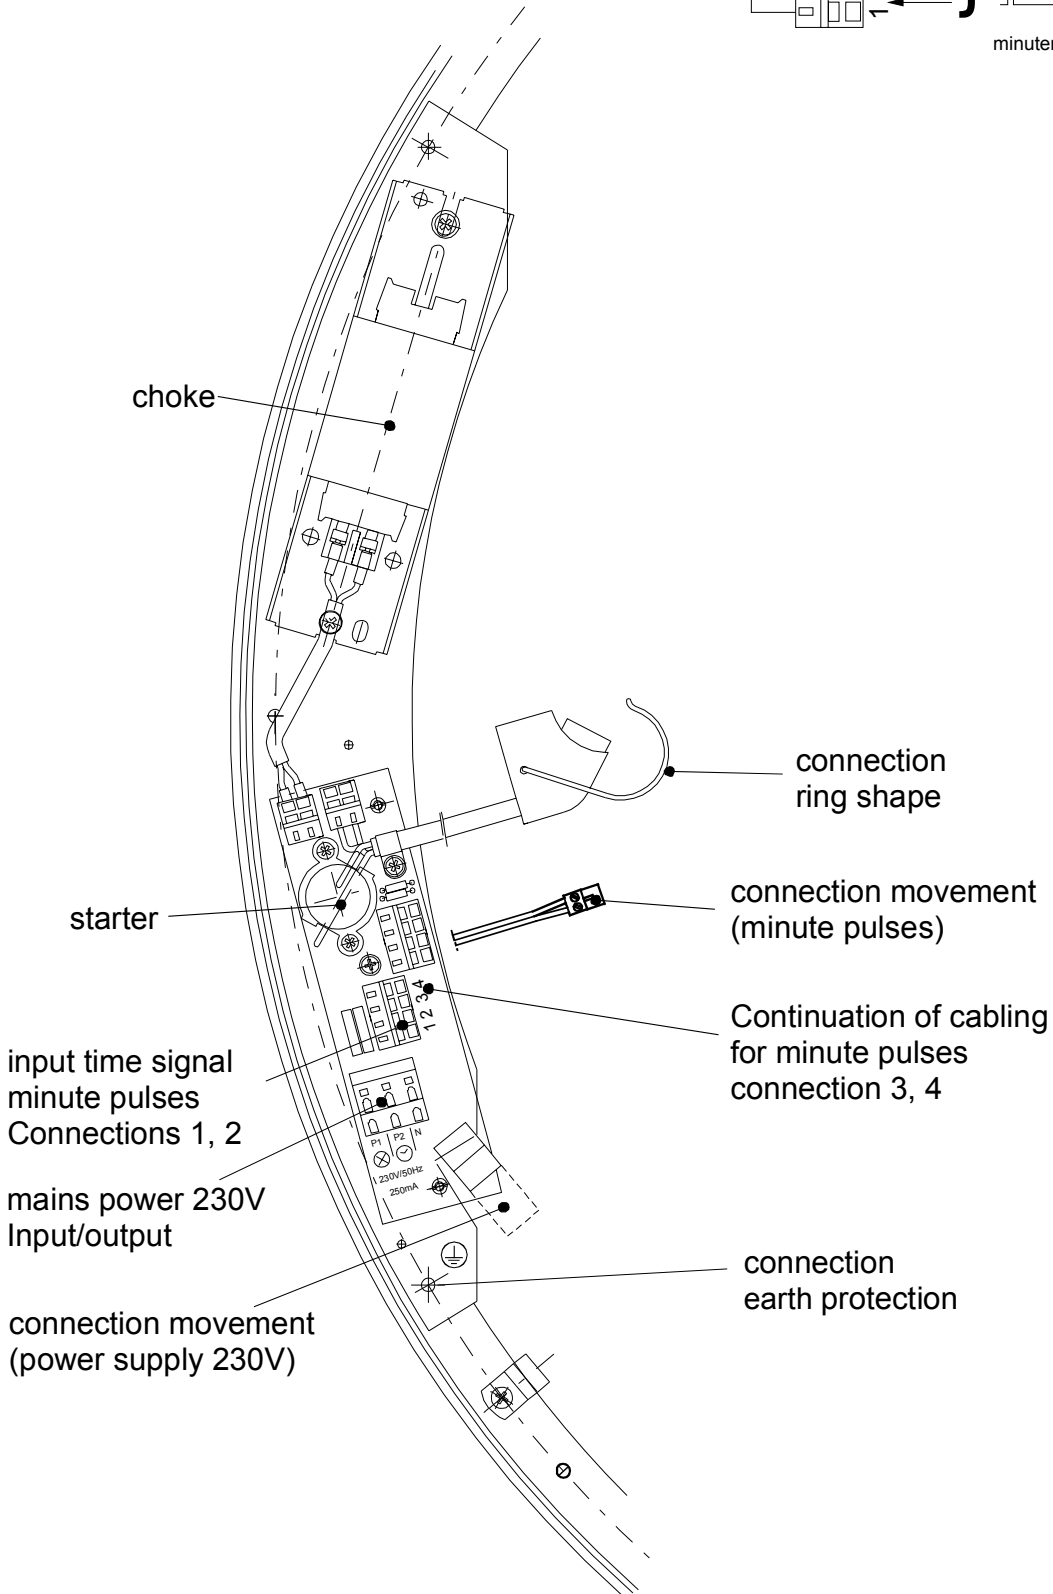 1
choke
connection
ring shape
connection movement
(minute pulses)
starter
1 2 3 4
Continuation of cabling
for minute pulses
connection 3, 4
input time signal
minute pulses
Connections 1, 2
P1 P2 N
230V/50Hz
250mA
mains power 230V
Input/output
connection
earth protection
connection movement
(power supply 230V)